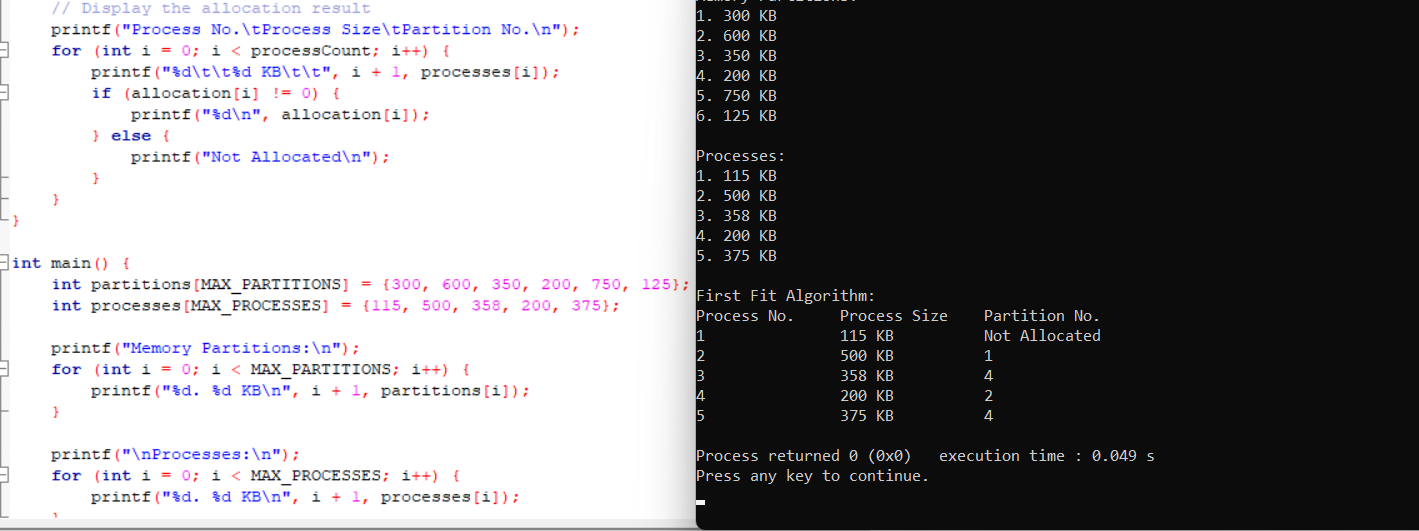 // Display the allocation result
printf("Process No.\tProcess Size\tPartition No.\n");
for (int i = 0; i < processCount; i++) {
printf("%d\t\t%d KB\t\t", i + 1, processes[i]);
if (allocation[i] != 0) {
printf("%d\n", allocation[i]);
} else {
printf("Not Allocated\n");
}
}
}
int main() {
int partitions[MAX_PARTITIONS] = {300, 600, 350, 200, 750, 125};
int processes[MAX_PROCESSES] = {115, 500, 358, 200, 375};
printf("Memory Partitions:\n");
for (int i = 0; i < MAX_PARTITIONS; i++) {
printf("%d. %d KB\n", i + 1, partitions[i]);
}
printf("\nProcesses:\n");
for (int i = 0; i < MAX_PROCESSES; i++) {
printf("%d. %d KB\n", i + 1, processes[i]);
}
Memory Partitions:
1. 300 KB
2. 600 KB
3. 350 KB
4. 200 KB
5. 750 KB
6. 125 KB
Processes:
1. 115 KB
2. 500 KB
3. 358 KB
4. 200 KB
5. 375 KB
First Fit Algorithm:
Process No. Process Size Partition No.
1 115 KB Not Allocated
2 500 KB 1
3 358 KB 4
4 200 KB 2
5 375 KB 4
Process returned 0 (0x0) execution time : 0.049 s
Press any key to continue.